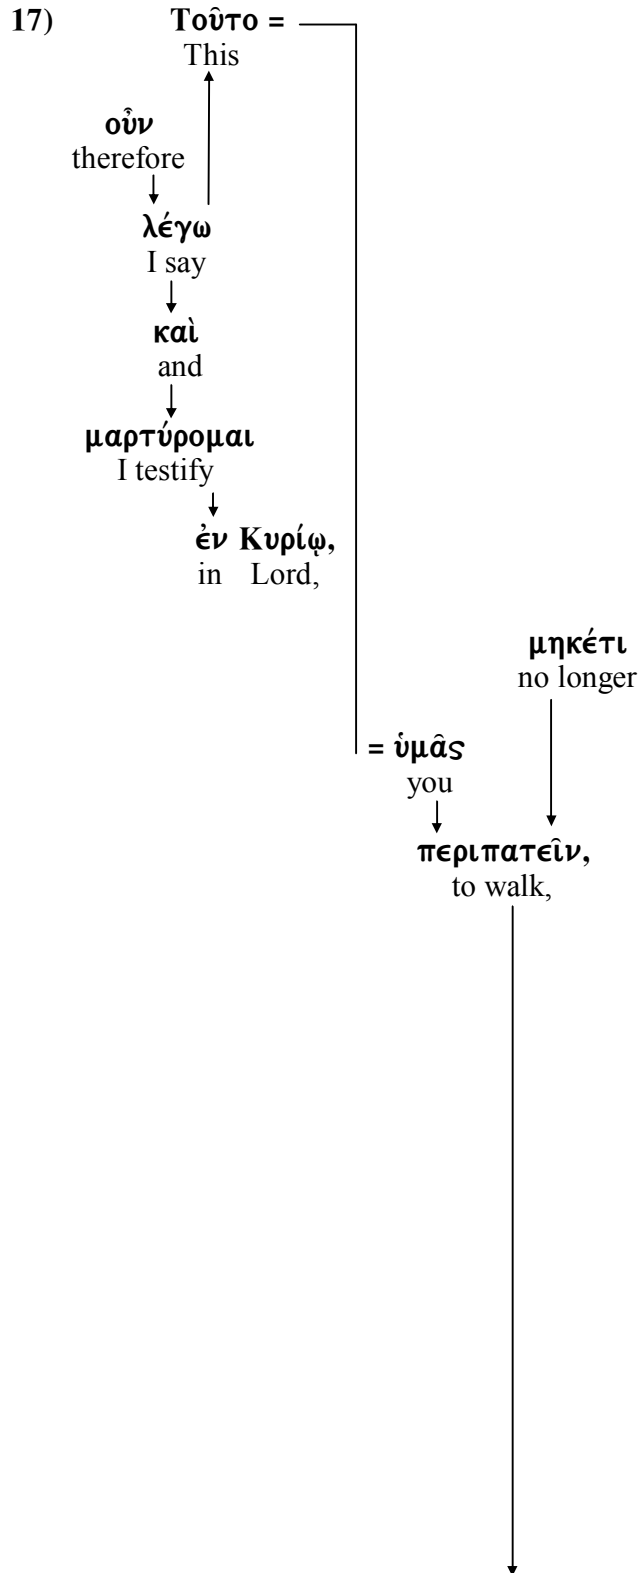 17) Τοῦτο =
This
οὖν
therefore
λέγω
I say
καὶ
and
μαρτύρομαι
I testify
ἐν Κυρίῳ,
in Lord,
μηκέτι
no longer
= ὑμᾶς
you
περιπατεῖν,
to walk,